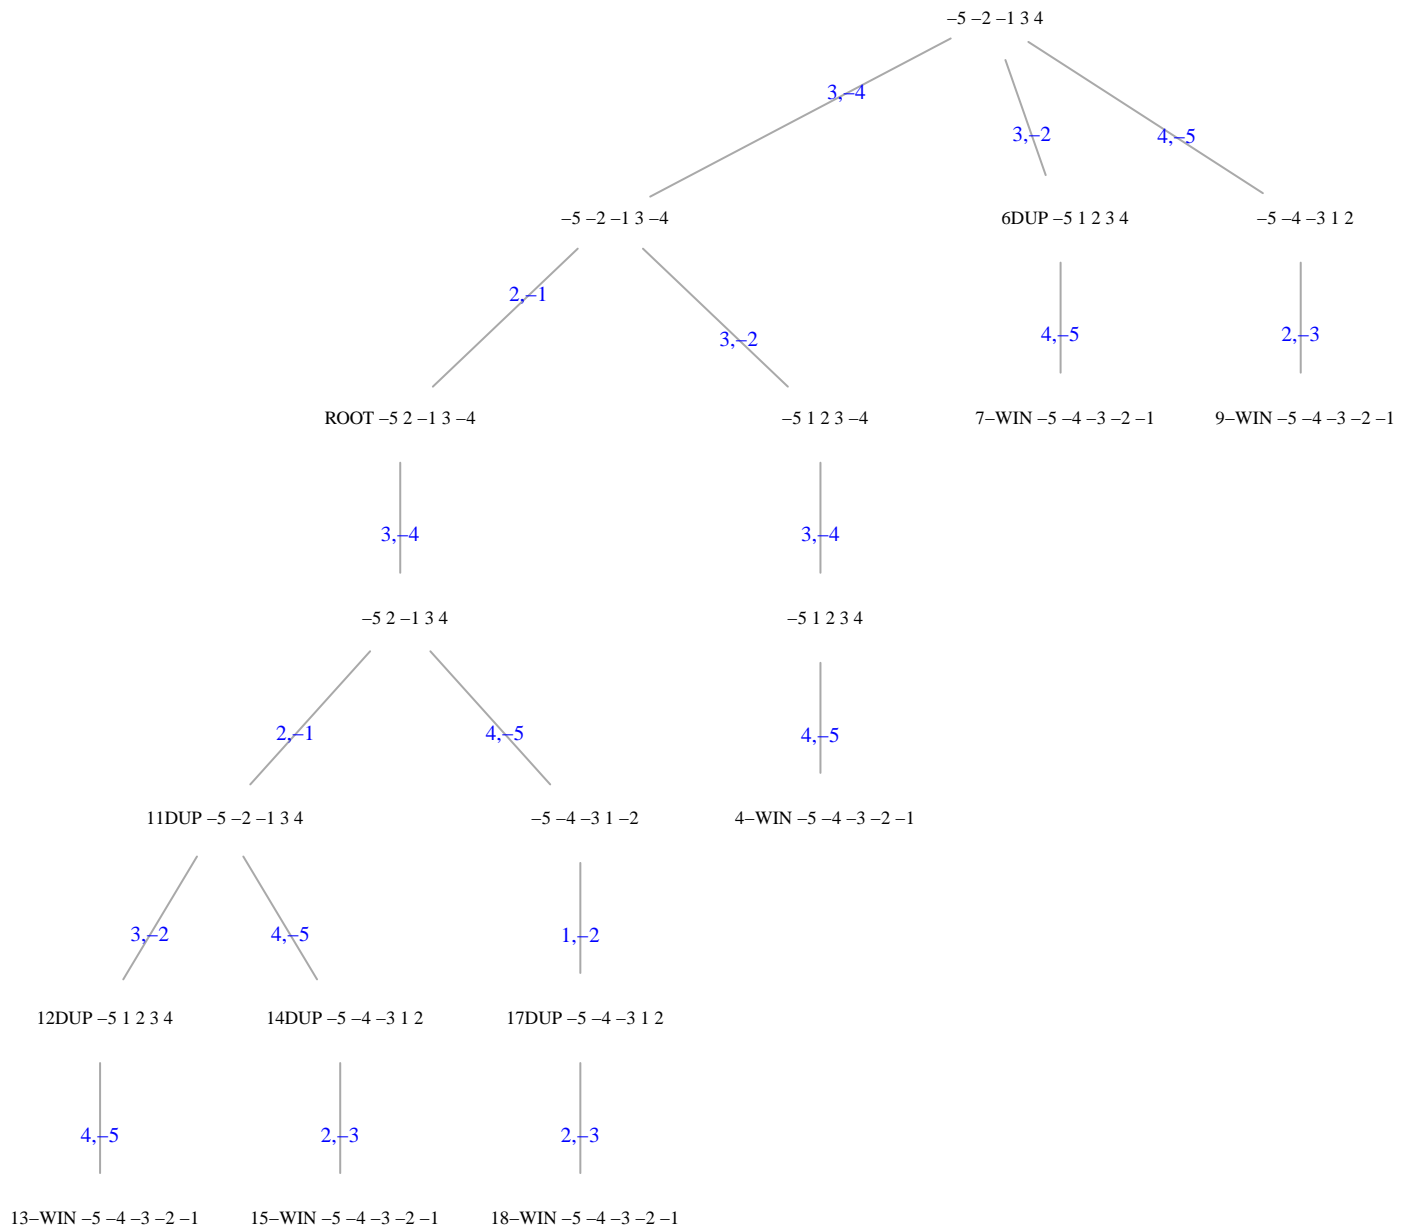 –5 –2 –1 3 4
3,–4
3,–2
4,–5
–5 –2 –1 3 –4
6DUP –5 1 2 3 4
–5 –4 –3 1 2
2,–1
3,–2
4,–5
2,–3
ROOT –5 2 –1 3 –4
–5 1 2 3 –4
7–WIN –5 –4 –3 –2 –1
9–WIN –5 –4 –3 –2 –1
3,–4
3,–4
–5 2 –1 3 4
–5 1 2 3 4
2,–1
4,–5
4,–5
11DUP –5 –2 –1 3 4
–5 –4 –3 1 –2
4–WIN –5 –4 –3 –2 –1
3,–2
4,–5
1,–2
12DUP –5 1 2 3 4
14DUP –5 –4 –3 1 2
17DUP –5 –4 –3 1 2
4,–5
2,–3
2,–3
13–WIN –5 –4 –3 –2 –1
15–WIN –5 –4 –3 –2 –1
18–WIN –5 –4 –3 –2 –1